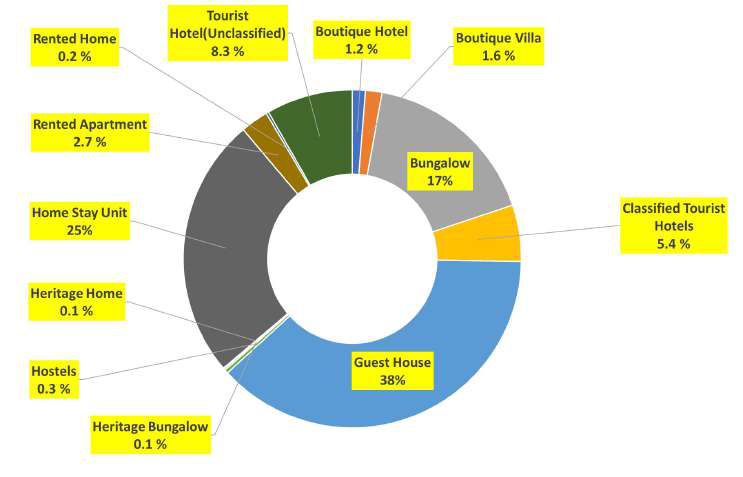 Tourist
Hotel(Unclassified)
8.3 %
Boutique Hotel
1.2 %
Boutique Villa
1.6 %
Rented Home
0.2 %
Rented Apartment
2.7 %
Bungalow
17%
Home Stay Unit
25%
Classified Tourist
Hotels
5.4 %
Heritage Home
0.1 %
Guest House
38%
Hostels
0.3 %
Heritage Bungalow
0.1 %